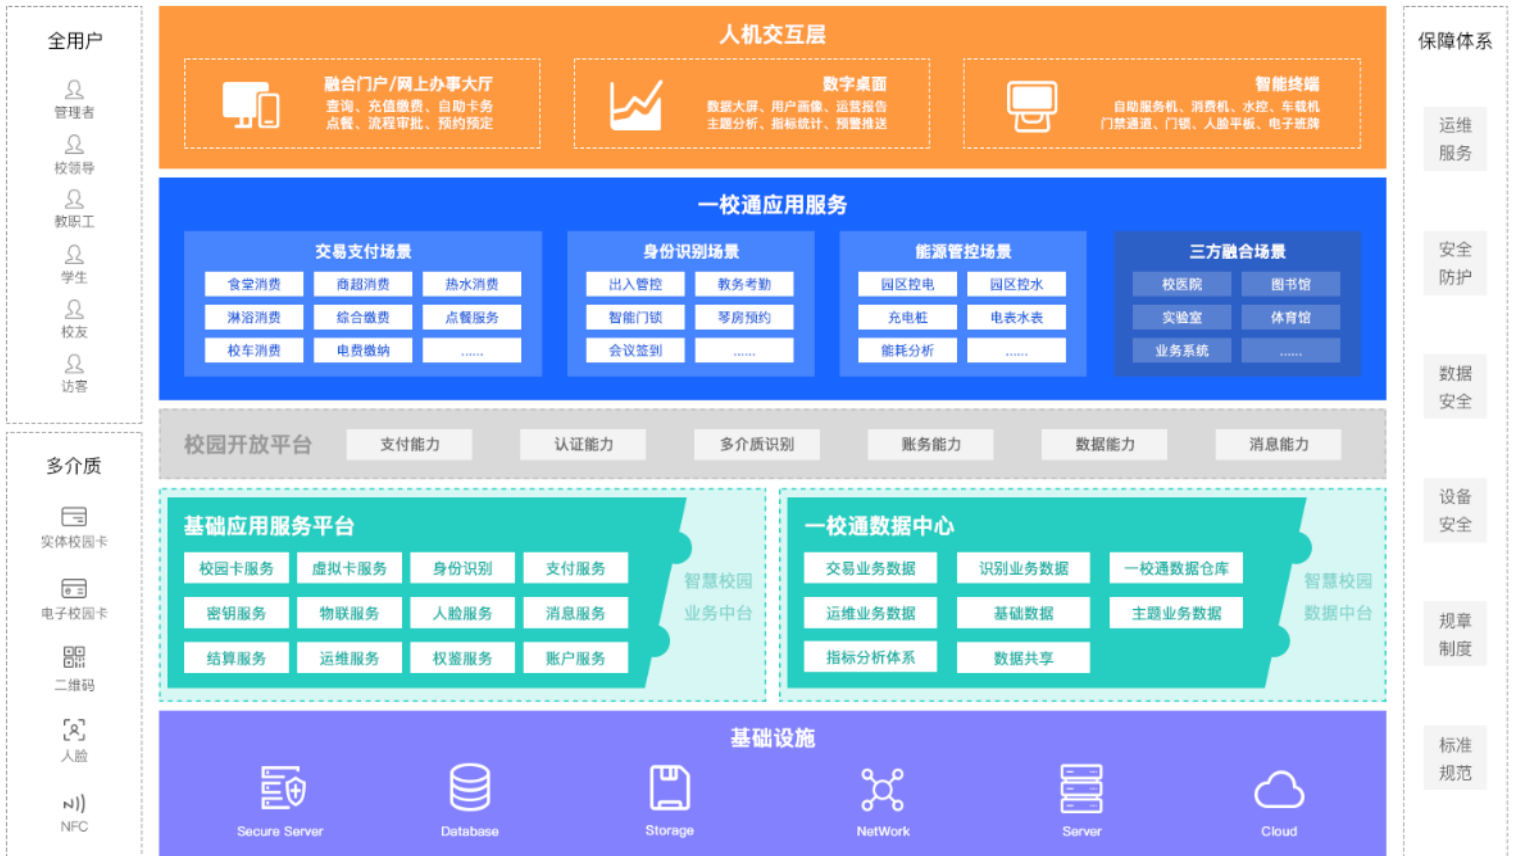 全用户
管理者
校领导
教职工
学生
校友
访客
多介质
实体校园卡
电子校园卡
二维码
人脸
NFC
人机交互层
融合门户/网上办事大厅
查询、充值缴费、自助卡务
点餐、流程审批、预约预定
数字桌面
数据大屏、用户画像、运营报告
主题分析、指标统计、预警推送
智能终端
自助服务机、消费机、水控、车载机
门禁通道、门锁、人脸平板、电子班牌
一校通应用服务
交易支付场景
食堂消费 商超消费 热水消费
淋浴消费 综合缴费 点餐服务
校车消费 电费缴纳 ......
身份识别场景
出入管控 教务考勤
智能门锁 琴房预约
会议签到 ......
能源管控场景
园区控电 园区控水
充电桩 电表水表
能耗分析 ......
三方融合场景
校医院 图书馆
实验室 体育馆
业务系统 ......
校园开放平台 支付能力 认证能力 多介质识别 账务能力 数据能力 消息能力
基础应用服务平台
校园卡服务 虚拟卡服务 身份识别 支付服务
密钥服务 物联服务 人脸服务 消息服务
结算服务 运维服务 权鉴服务 账户服务
智慧校园
业务中台
一校通数据中心
交易业务数据 识别业务数据 一校通数据仓库
运维业务数据 基础数据 主题业务数据
指标分析体系 数据共享
智慧校园
数据中台
基础设施
Secure Server Database Storage NetWork Server Cloud
保障体系
运维
服务
安全
防护
数据
安全
设备
安全
规章
制度
标准
规范